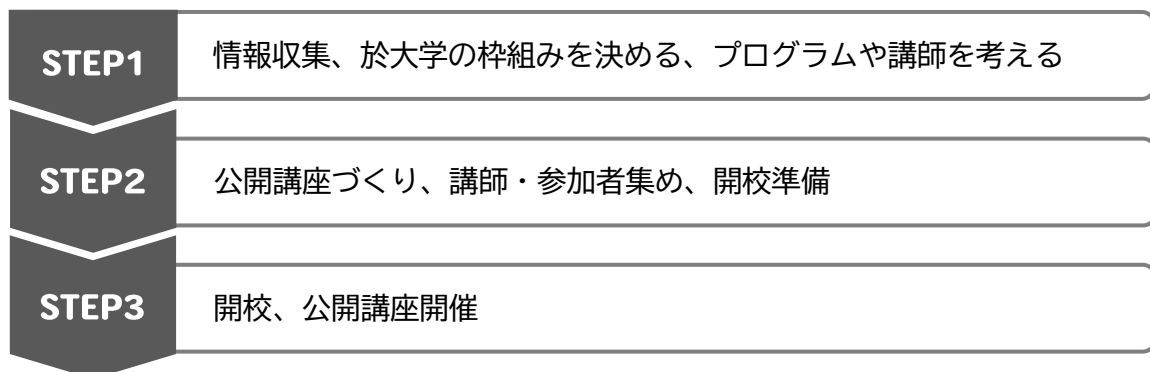 STEP1
情報収集、於大学の枠組みを決める、プログラムや講師を考える
STEP2
公開講座づくり、講師・参加者集め、開校準備
STEP3
開校、公開講座開催